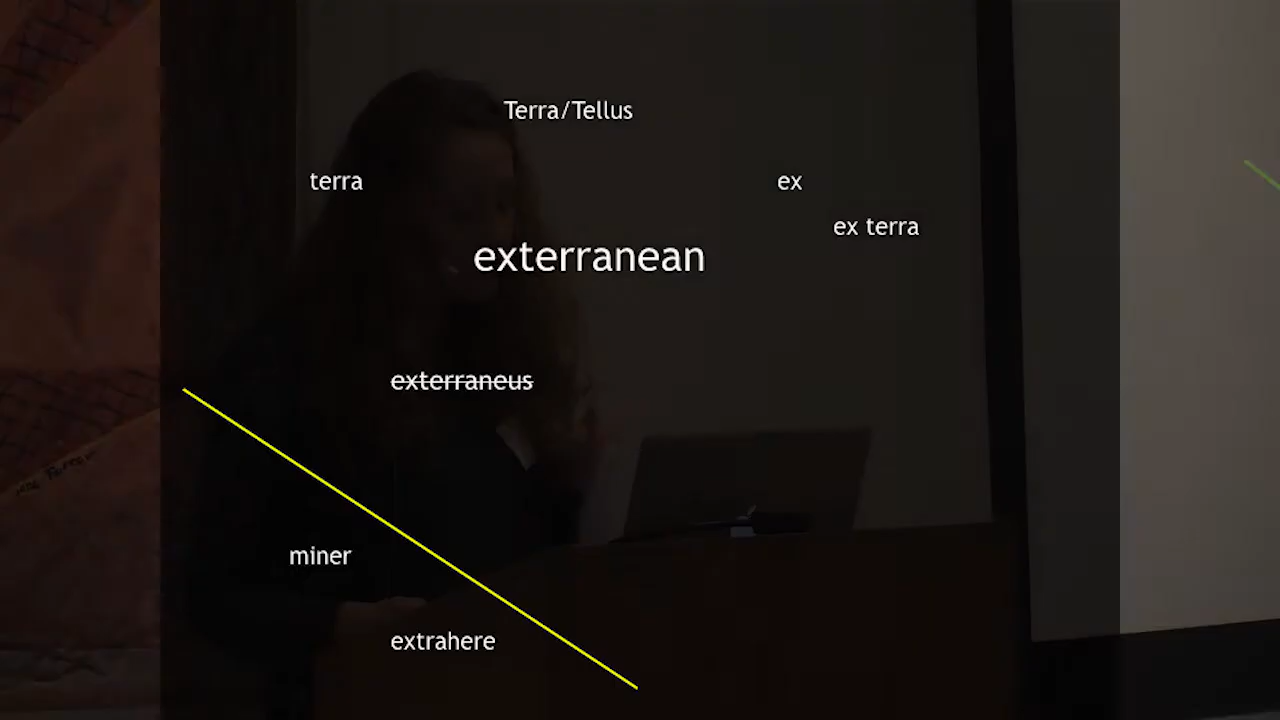 Terra/Tellus
terra
ex
ex terra
exterranean
exterraneus
miner
extrahere